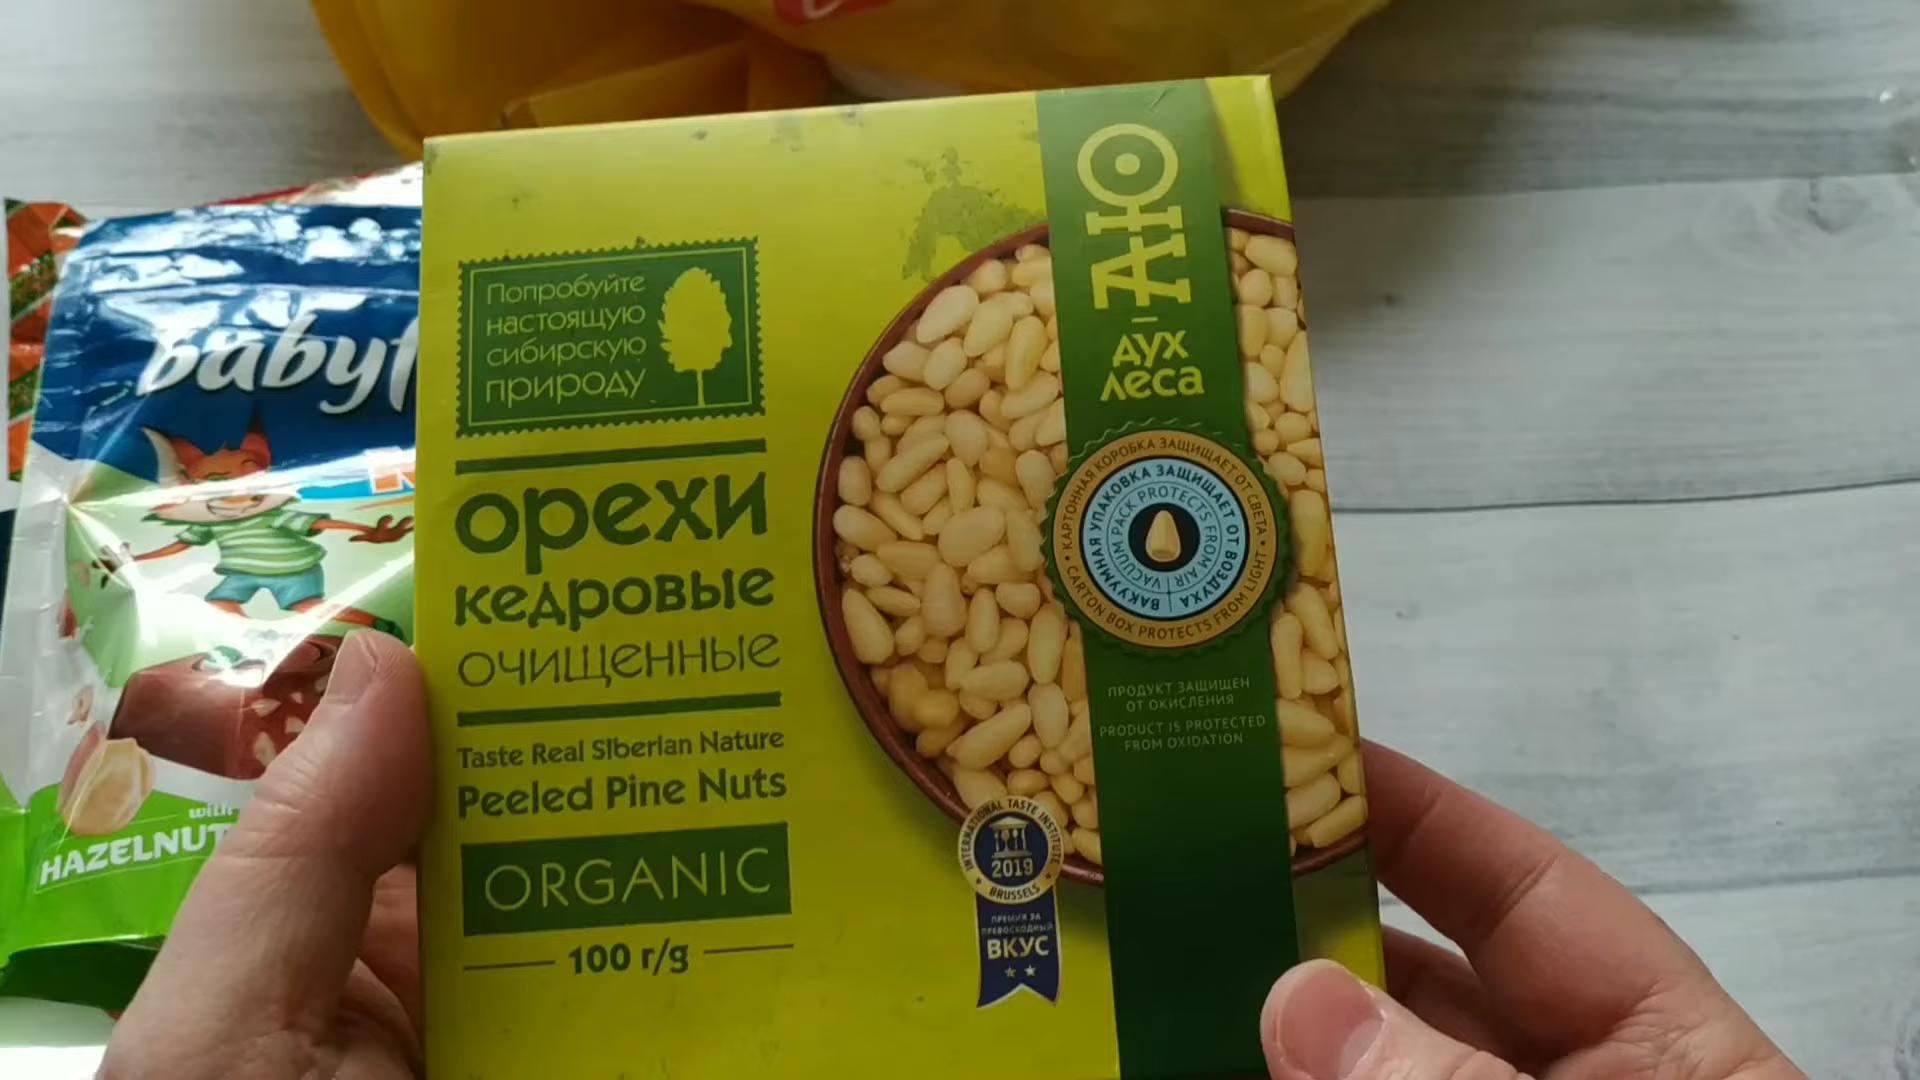 babyf
with
HAZELNUT
Попробуйте
настоящую
сибирскую
природу
орехи
кедровые
очищенные
Taste Real Siberian Nature
Peeled Pine Nuts
ORGANIC
100 г/g
дух
леса
КАРТОННАЯ КОРОБКА ЗАЩИЩАЕТ ОТ СВЕТА
CARTON BOX PROTECTS FROM LIGHT
ВАКУУМНАЯ УПАКОВКА ЗАЩИЩАЕТ ОТ ВОЗДУХА
VACUUM PACK PROTECTS FROM AIR
ПРОДУКТ ЗАЩИЩЕН
ОТ ОКИСЛЕНИЯ
PRODUCT IS PROTECTED
FROM OXIDATION
INTERNATIONAL TASTE INSTITUTE
2019
BRUSSELS
ПРЕМИЯ ЗА
ПРЕВОСХОДНЫЙ
ВКУС